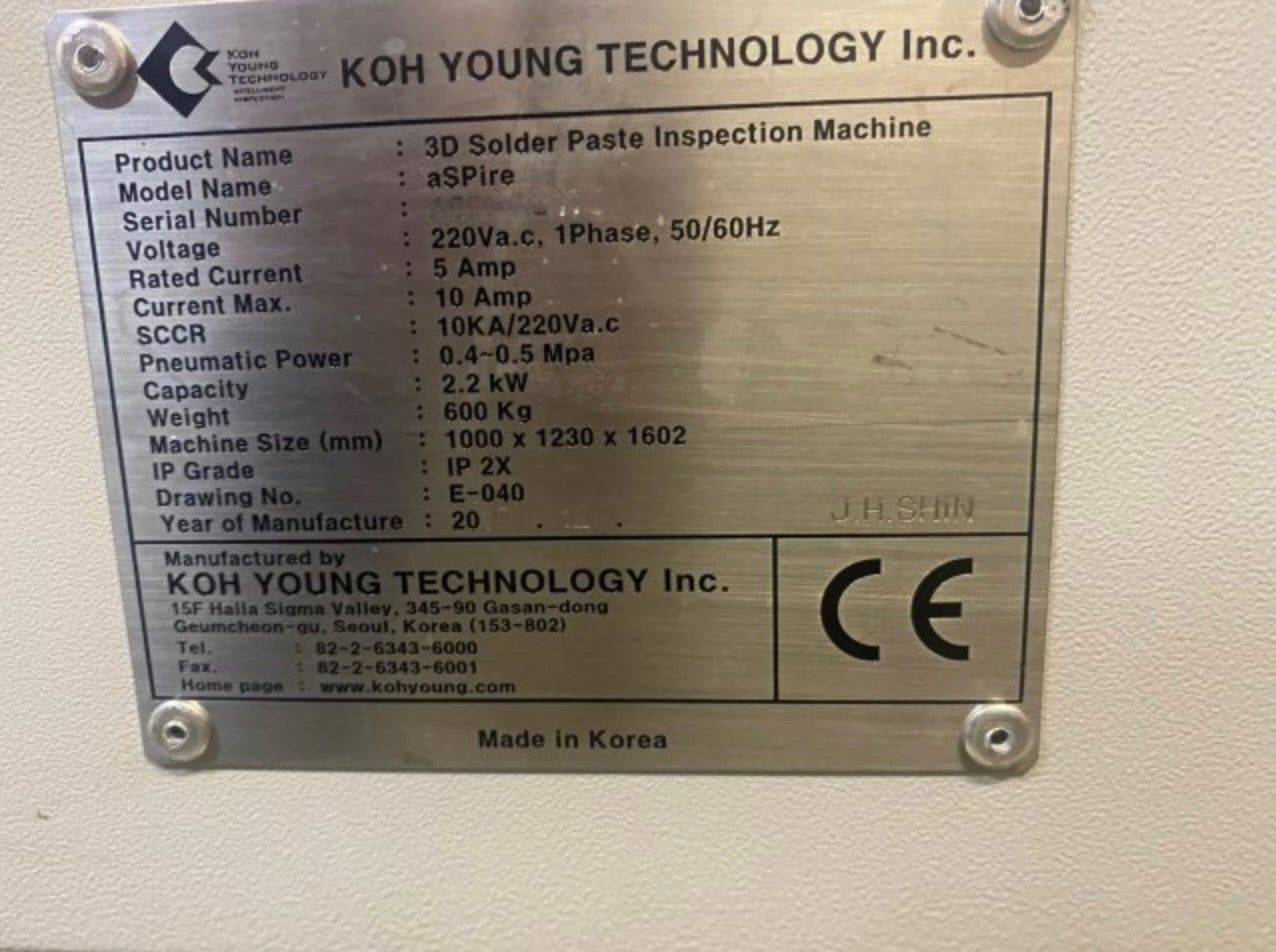 KOH
YOUNG
TECHNOLOGY
INTELLIGENT
INSPECTION
KOH YOUNG TECHNOLOGY Inc.
Product Name : 3D Solder Paste Inspection Machine
Model Name : aSPire
Serial Number :
Voltage : 220Va.c, 1Phase, 50/60Hz
Rated Current : 5 Amp
Current Max. : 10 Amp
SCCR : 10KA/220Va.c
Pneumatic Power : 0.4~0.5 Mpa
Capacity : 2.2 kW
Weight : 600 Kg
Machine Size (mm) : 1000 x 1230 x 1602
IP Grade : IP 2X
Drawing No. : E-040
Year of Manufacture : 20 . .
J.H.SHIN
Manufactured by
KOH YOUNG TECHNOLOGY Inc.
15F Halla Sigma Valley, 345-90 Gasan-dong
Geumcheon-gu, Seoul, Korea (153-802)
Tel. : 82-2-6343-6000
Fax. : 82-2-6343-6001
Home page : www.kohyoung.com
CE
Made in Korea